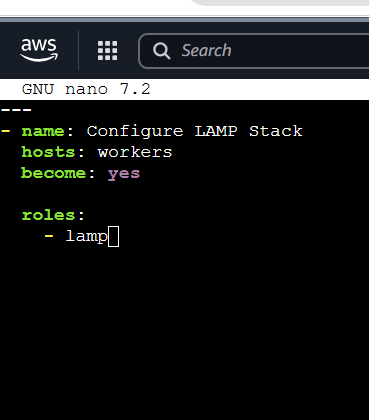 aws
Search
GNU nano 7.2
---
- name: Configure LAMP Stack
  hosts: workers
  become: yes

  roles:
    - lamp